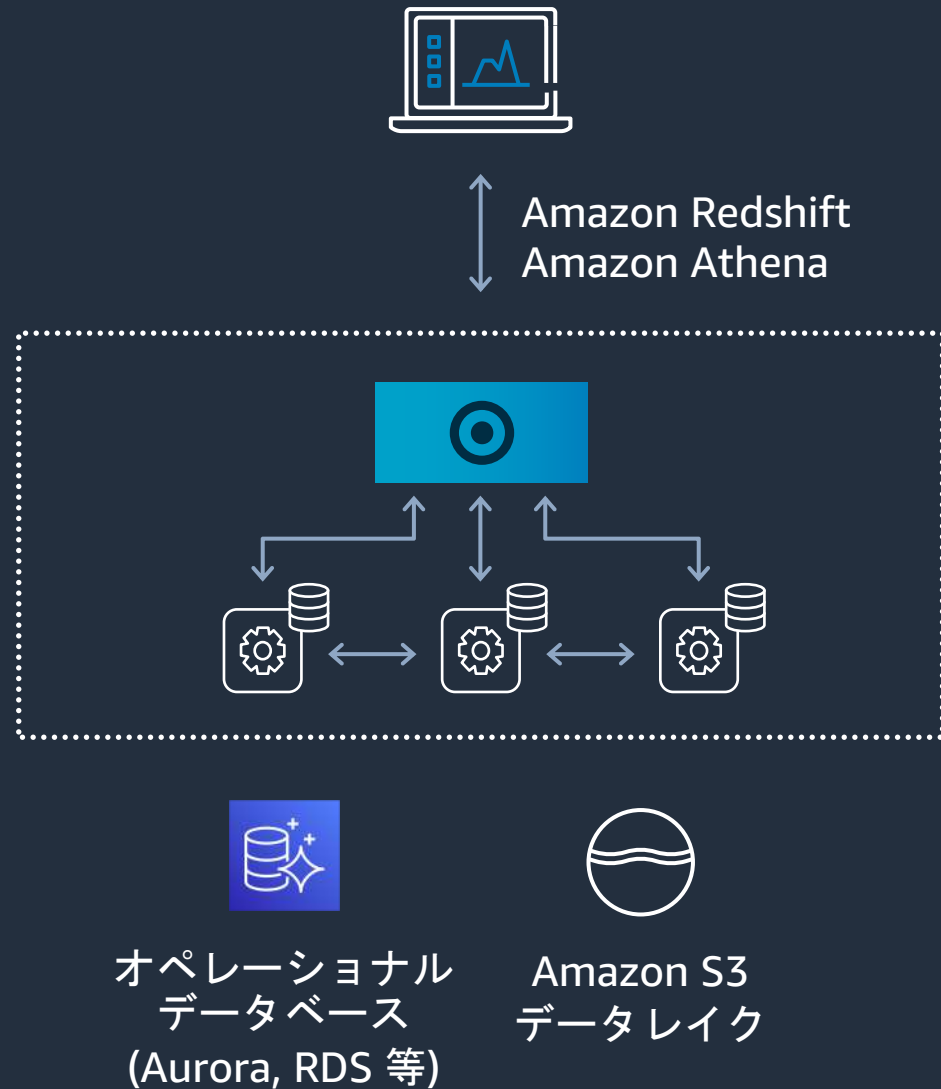 Amazon Redshift
Amazon Athena
オペレーショナル
データベース
(Aurora, RDS 等)
Amazon S3
データレイク